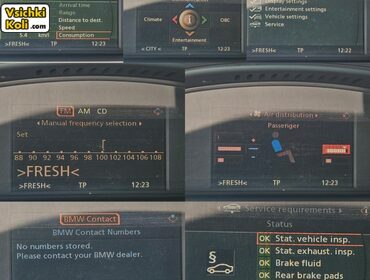 Vsichki
Koli.com
Arrival time
Range
Distance to dest.
Speed
5.4 km/
Consumption
>FRESH< TP 12:23
Climate
OBC
Entertainment
< CITY > TP 12:22
Display settings
Entertainment settings
Vehicle settings
Service
>FRESH< TP 12:23
FM AM CD
Manual frequency selection
Set
88 90 92 94 96 98 100 102 104 106 108
>FRESH<
>FRESH< TP 12:23
Air distribution
Passenger
>FRESH< TP 12:23
BMW Contact
BMW Contact Numbers
No numbers stored.
Please contact your BMW dealer.
Service requirements
Status
OK Stat. vehicle insp.
OK Stat. exhaust. insp.
OK Brake fluid
OK Rear brake pads